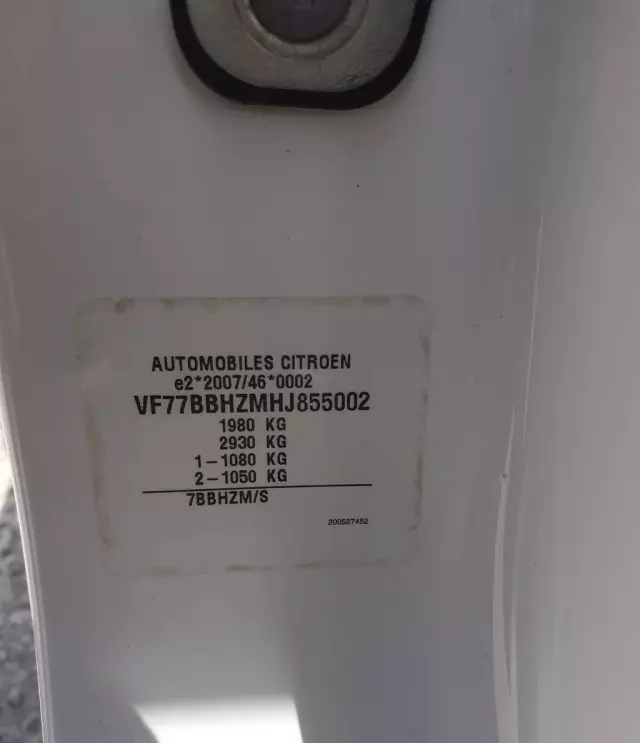 AUTOMOBILES CITROEN
e2*2007/46*0002
VF77BBHZMHJ855002
1980 KG
2930 KG
1-1080 KG
2-1050 KG
7BBHZM/S
200527452